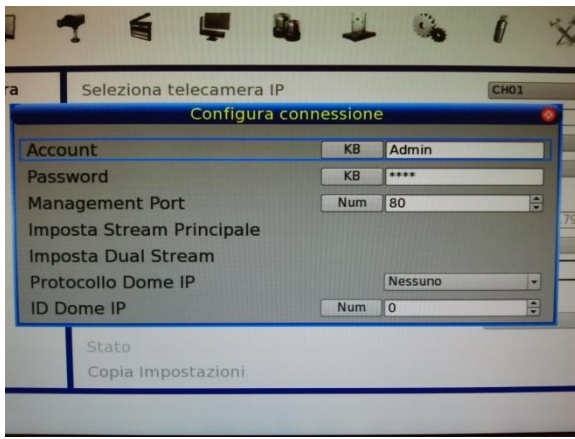 ra
Seleziona telecamera IP
CH01
Configura connessione
Account KB Admin
Password KB ****
Management Port Num 80
Imposta Stream Principale
Imposta Dual Stream
Protocollo Dome IP Nessuno
ID Dome IP Num 0
Stato
Copia Impostazioni